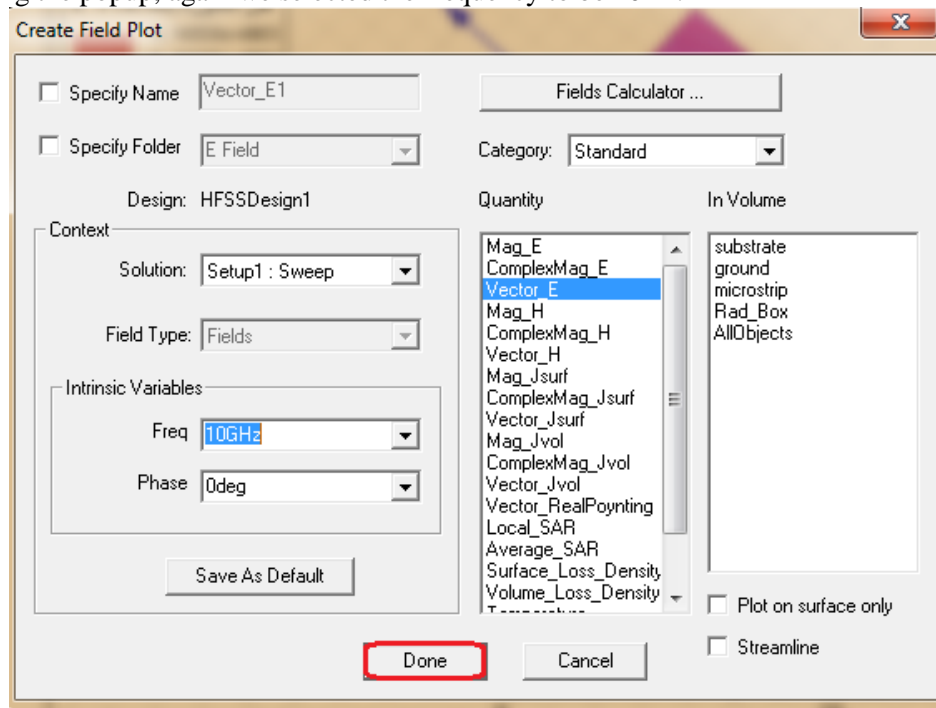 Create Field Plot
Specify Name Vector_E1
Fields Calculator ...
Specify Folder E Field
Category: Standard
Design: HFSSDesign1
Quantity
In Volume
Context
Solution: Setup1 : Sweep
Field Type: Fields
Intrinsic Variables
Freq 10GHz
Phase 0deg
Save As Default
Mag_E
ComplexMag_E
Vector_E
Mag_H
ComplexMag_H
Vector_H
Mag_Jsurf
ComplexMag_Jsurf
Vector_Jsurf
Mag_Jvol
ComplexMag_Jvol
Vector_Jvol
Vector_RealPoynting
Local_SAR
Average_SAR
Surface_Loss_Density
Volume_Loss_Density
substrate
ground
microstrip
Rad_Box
AllObjects
Plot on surface only
Streamline
Done
Cancel